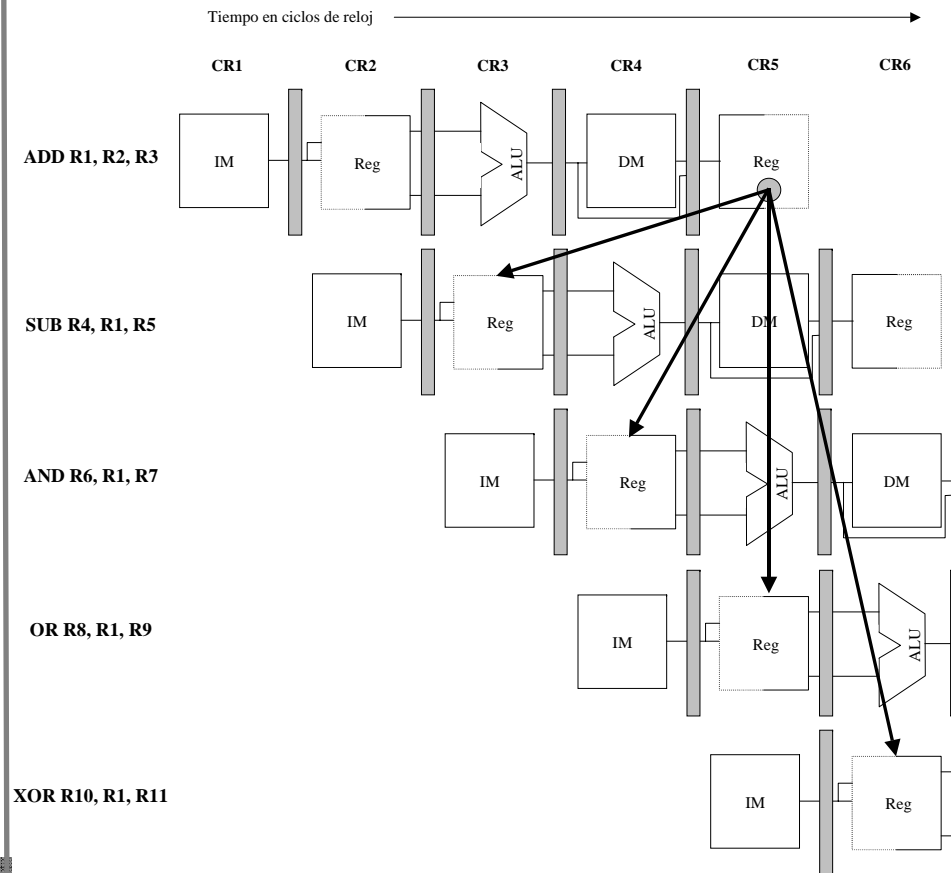 Tiempo en ciclos de reloj
CR1 CR2 CR3 CR4 CR5 CR6
ADD R1, R2, R3
IM Reg ALU DM Reg
SUB R4, R1, R5
IM Reg ALU DM Reg
AND R6, R1, R7
IM Reg ALU DM
OR R8, R1, R9
IM Reg ALU
XOR R10, R1, R11
IM Reg